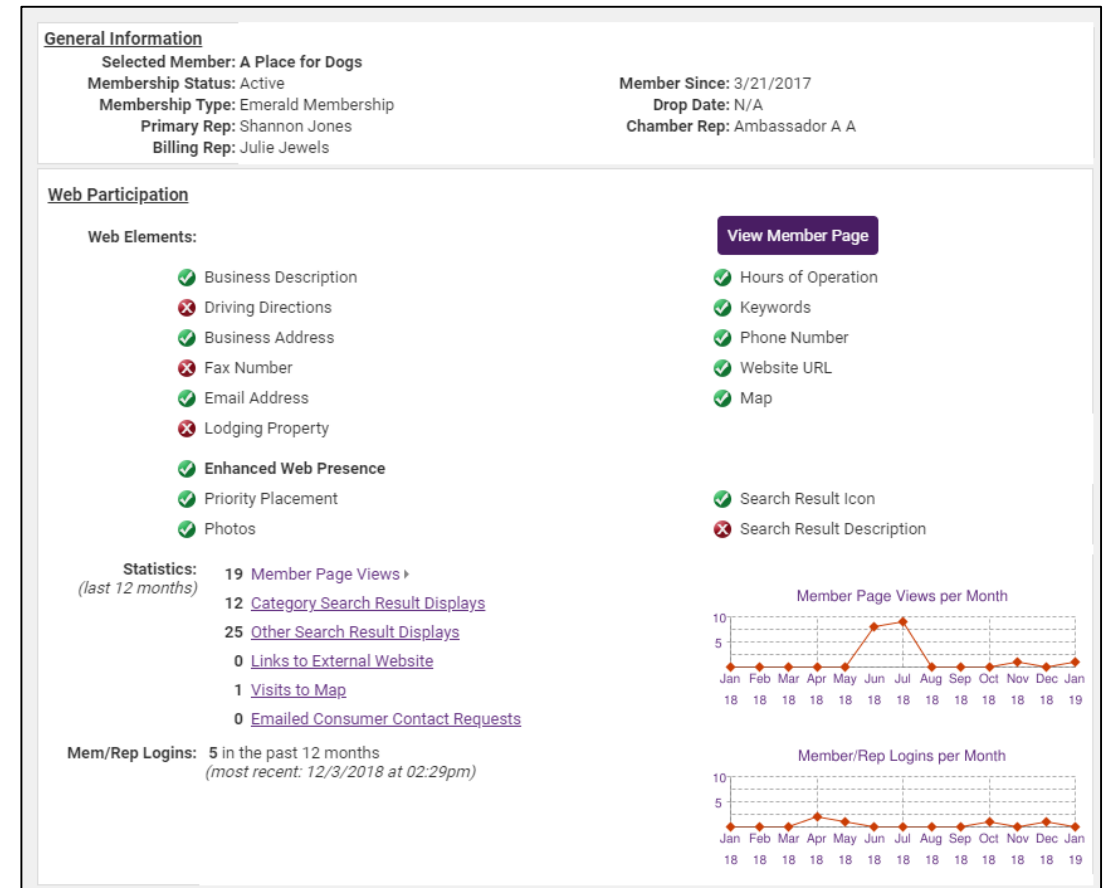 General Information
Selected Member: A Place for Dogs
Membership Status: Active
Member Since: 3/21/2017
Membership Type: Emerald Membership
Drop Date: N/A
Primary Rep: Shannon Jones
Chamber Rep: Ambassador A A
Billing Rep: Julie Jewels
Web Participation
Web Elements:
View Member Page
Business Description
Hours of Operation
Driving Directions
Keywords
Business Address
Phone Number
Fax Number
Website URL
Email Address
Map
Lodging Property
Enhanced Web Presence
Priority Placement
Search Result Icon
Photos
Search Result Description
Statistics:
(last 12 months)
19 Member Page Views
12 Category Search Result Displays
25 Other Search Result Displays
0 Links to External Website
1 Visits to Map
0 Emailed Consumer Contact Requests
Member Page Views per Month
10
5
Jan Feb Mar Apr May Jun Jul Aug Sep Oct Nov Dec Jan
18 18 18 18 18 18 18 18 18 18 18 18 19
Mem/Rep Logins: 5 in the past 12 months
(most recent: 12/3/2018 at 02:29pm)
Member/Rep Logins per Month
10
5
Jan Feb Mar Apr May Jun Jul Aug Sep Oct Nov Dec Jan
18 18 18 18 18 18 18 18 18 18 18 18 19